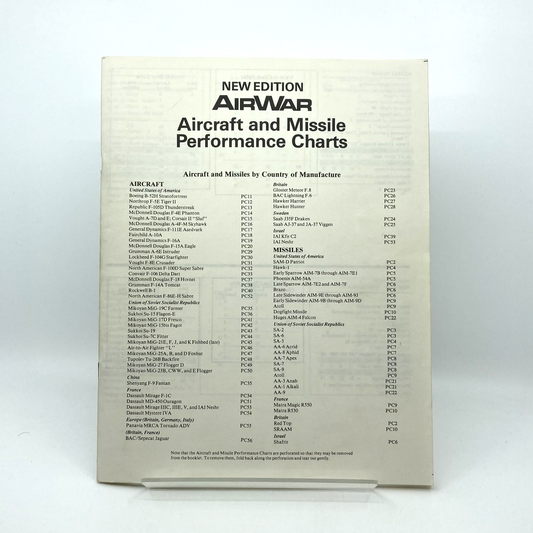 NEW EDITION
AIRWAR
Aircraft and Missile
Performance Charts
Aircraft and Missiles by Country of Manufacture
AIRCRAFT
United States of America
Boeing B-52H Stratofortress PC11
Northrop F-5E Tiger II PC12
Republic F-105D Thunderstreak PC13
McDonnell Douglas F-4E Phantom PC14
Vought A-7D and E; Corsair II "Sluf" PC15
McDonnell Douglas A-4F-M Skyhawk PC16
General Dynamics F-111E Aardvark PC17
Fairchild A-10A PC18
General Dynamics F-16A PC19
McDonnell Douglas F-15A Eagle PC20
Grumman A-6E Intruder PC29
Lockheed F-104G Starfighter PC30
Vought F-8E Crusader PC31
North American F-100D Super Sabre PC32
Convair F-106 Delta Dart PC33
McDonnell Douglas F-18 Hornet PC37
Grumman F-14A Tomcat PC38
Rockwell B-1 PC40
North American F-86E-H Sabre PC52
Union of Soviet Socialist Republics
Mikoyan MiG-19C Farmer PC35
Sukhoi Su-15 Flagon-E PC36
Mikoyan MiG-17D Fresco PC41
Mikoyan MiG-15bis Fagot PC42
Sukhoi Su-19 PC43
Sukhoi Su-7C Fitter PC44
Mikoyan MiG-21E, F, J, and K Fishbed (late) PC45
Air-to-Air Fighter "L" PC46
Mikoyan MiG-25A, B, and D Foxbat PC47
Tupolev Tu-26B Backfire PC48
Mikoyan MiG-27 Flogger D PC49
Mikoyan MiG-23B, CWW, and E Flogger PC50
China
Shenyang F-9 Fantan PC35
France
Dassault Mirage F-1C PC34
Dassault MD-450 Ouragon PC51
Dassault Mirage IIIC, IIIE, V, and IAI Nesher PC53
Dassault Mystere IVA PC54
Europe (Britain, Germany, Italy)
Panavia MRCA Tornado ADV PC55
(Britain, France)
BAC/Sepecat Jaguar PC56
Britain
Gloster Meteor F.8 PC23
BAC Lightning F.6 PC26
Hawker Harrier PC27
Hawker Hunter PC28
Sweden
Saab J35F Draken PC24
Saab AJ-37 and JA-37 Viggen PC25
Israel
IAI Kfir C2 PC39
IAI Neshr PC53
MISSILES
United States of America
SAM-D Patriot PC2
Hawk-1 PC4
Early Sparrow AIM-7B through AIM-7E1 PC5
Phoenix AIM-54A PC5
Late Sparrow AIM-7E2 and AIM-7F PC6
Brazo PC6
Late Sidewinder AIM-9E through AIM-9J PC6
Early Sidewinder AIM-9B through AIM-9D PC9
Atoll PC9
Dogfight Missile PC10
Huges AIM-4 Falcon PC22
Union of Soviet Socialist Republics
SA-2 PC3
SA-6 PC3
SA-3 PC4
AA-6 Acrid PC7
AA-8 Aphid PC7
AA-7 Apex PC8
SA-7 PC8
SA-9 PC8
Atoll PC9
AA-3 Anab PC21
AA-1 Alkali PC21
AA-9 PC22
France
Matra Magic R550 PC9
Matra R530 PC10
Britain
Red Top PC2
SRAAM PC10
Israel
Shafrir PC6
Note that the Aircraft and Missile Performance Charts are perforated so that they may be removed
from the booklet. To remove them, fold back along the perforation and tear out gently.